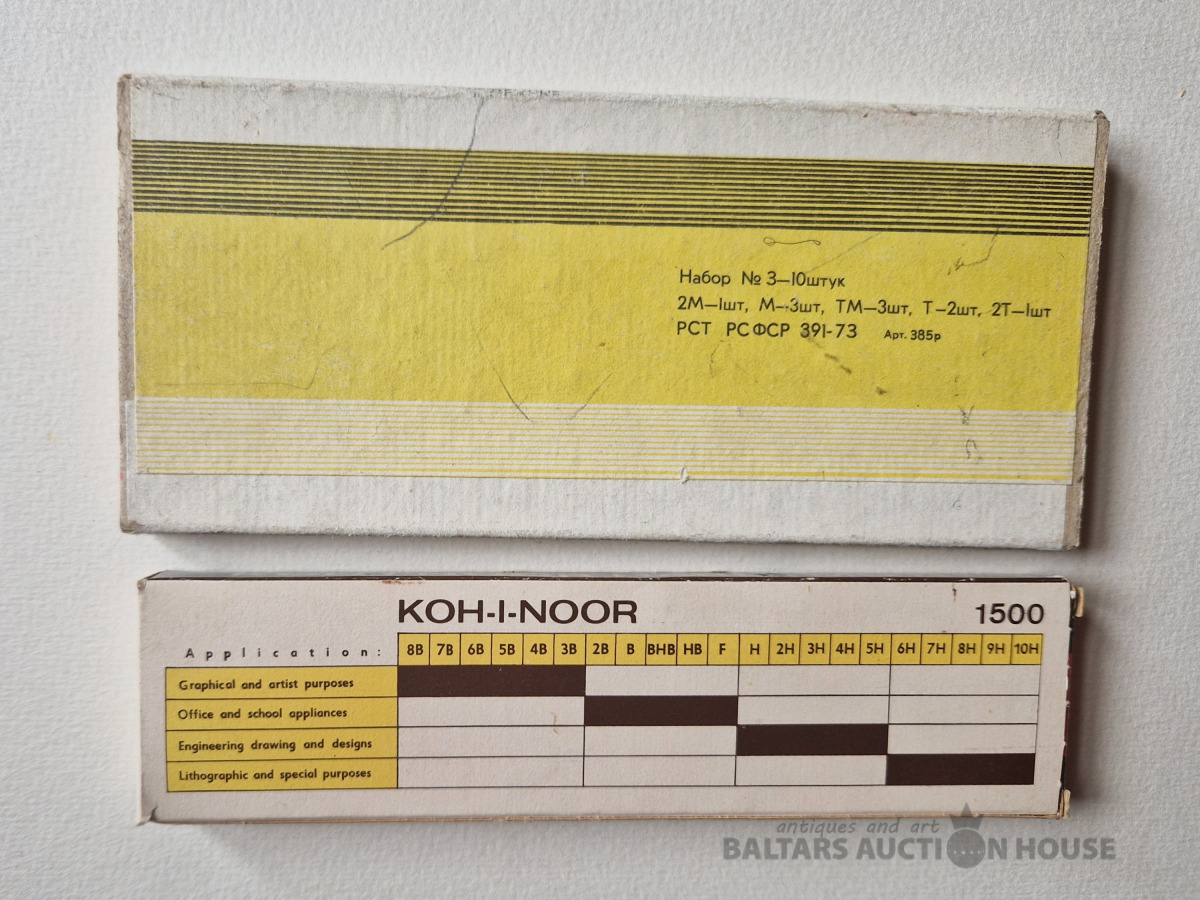 Набор № 3—10штук
2М—1шт, М—3шт, ТМ—3шт, Т—2шт, 2Т—1шт
РСТ РСФСР 391-73 Арт. 385р
KOH-I-NOOR 1500
Application: 8B 7B 6B 5B 4B 3B 2B B BHB HB F H 2H 3H 4H 5H 6H 7H 8H 9H 10H
Graphical and artist purposes
Office and school appliances
Engineering drawing and designs
Lithographic and special purposes
antiques and art
BALTARS AUCTION HOUSE